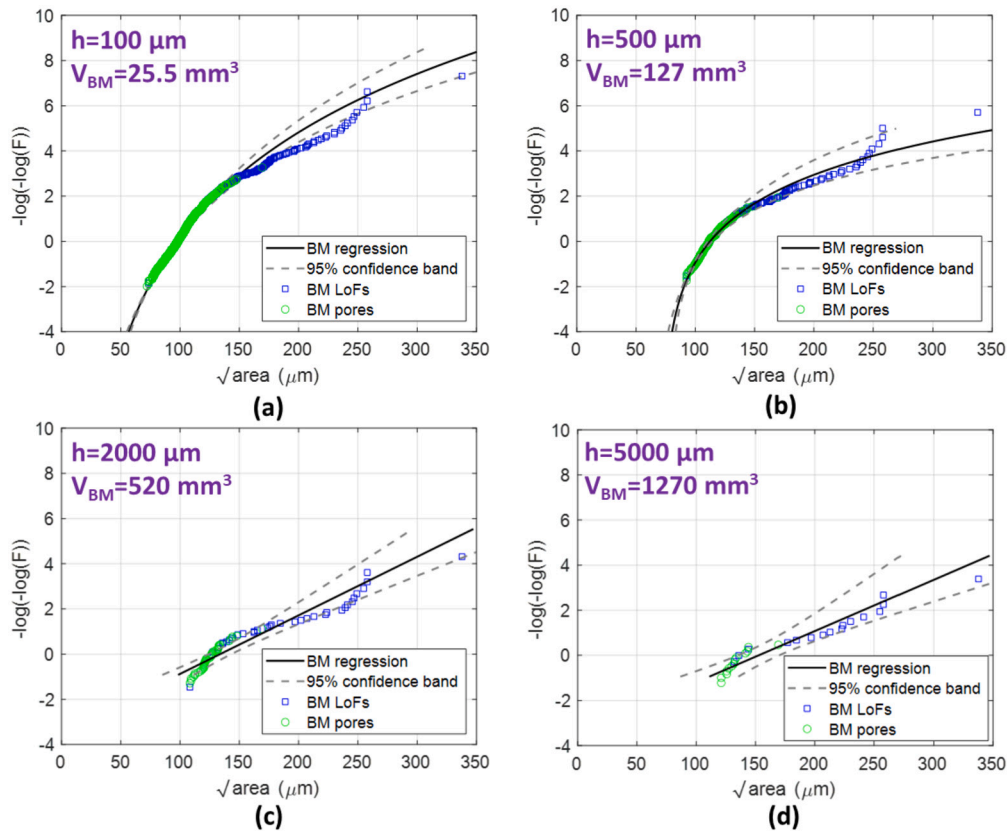 h=100 µm
V_BM=25.5 mm³
-log(-log(F))
10
8
6
4
2
0
-2
-4
BM regression
95% confidence band
BM LoFs
BM pores
0 50 100 150 200 250 300 350
√area (µm)
(a)
h=500 µm
V_BM=127 mm³
-log(-log(F))
10
8
6
4
2
0
-2
-4
BM regression
95% confidence band
BM LoFs
BM pores
0 50 100 150 200 250 300 350
√area (µm)
(b)
h=2000 µm
V_BM=520 mm³
-log(-log(F))
10
8
6
4
2
0
-2
-4
BM regression
95% confidence band
BM LoFs
BM pores
0 50 100 150 200 250 300 350
√area (µm)
(c)
h=5000 µm
V_BM=1270 mm³
-log(-log(F))
10
8
6
4
2
0
-2
-4
BM regression
95% confidence band
BM LoFs
BM pores
0 50 100 150 200 250 300 350
√area (µm)
(d)